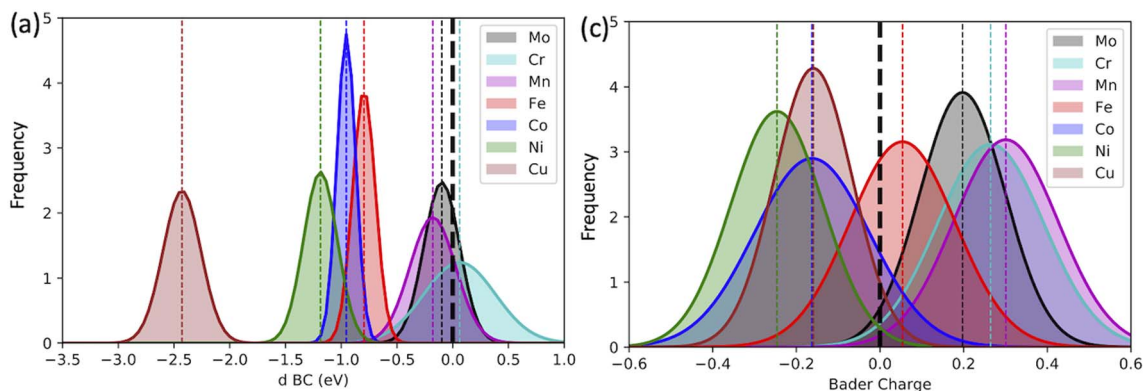 (a)
Frequency
5
4
3
2
1
0
Mo
Cr
Mn
Fe
Co
Ni
Cu
−3.5 −3.0 −2.5 −2.0 −1.5 −1.0 −0.5 0.0 0.5 1.0
d BC (eV)
(c)
Frequency
5
4
3
2
1
0
Mo
Cr
Mn
Fe
Co
Ni
Cu
−0.6 −0.4 −0.2 0.0 0.2 0.4 0.6
Bader Charge